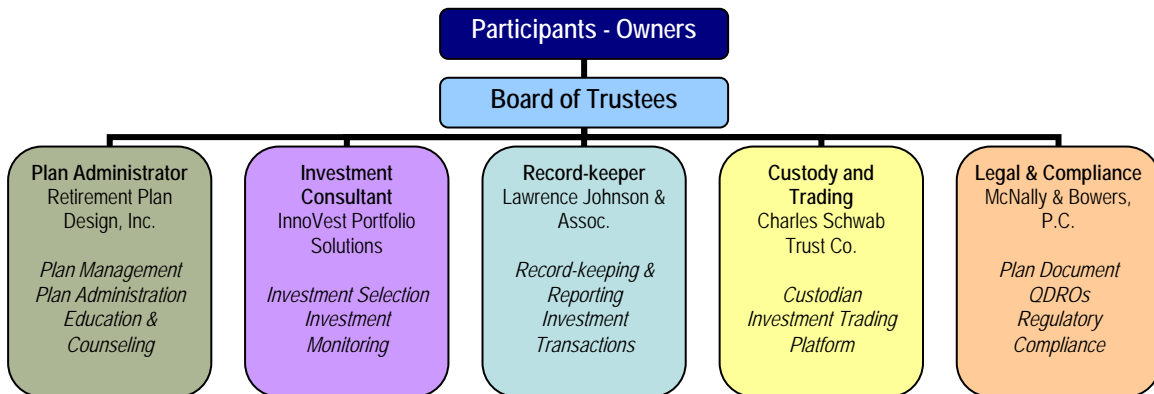 Participants - Owners
Board of Trustees
Plan Administrator
Retirement Plan
Design, Inc.
Plan Management
Plan Administration
Education &
Counseling
Investment
Consultant
InnoVest Portfolio
Solutions
Investment Selection
Investment
Monitoring
Record-keeper
Lawrence Johnson &
Assoc.
Record-keeping &
Reporting
Investment
Transactions
Custody and
Trading
Charles Schwab
Trust Co.
Custodian
Investment Trading
Platform
Legal & Compliance
McNally & Bowers,
P.C.
Plan Document
QDROs
Regulatory
Compliance